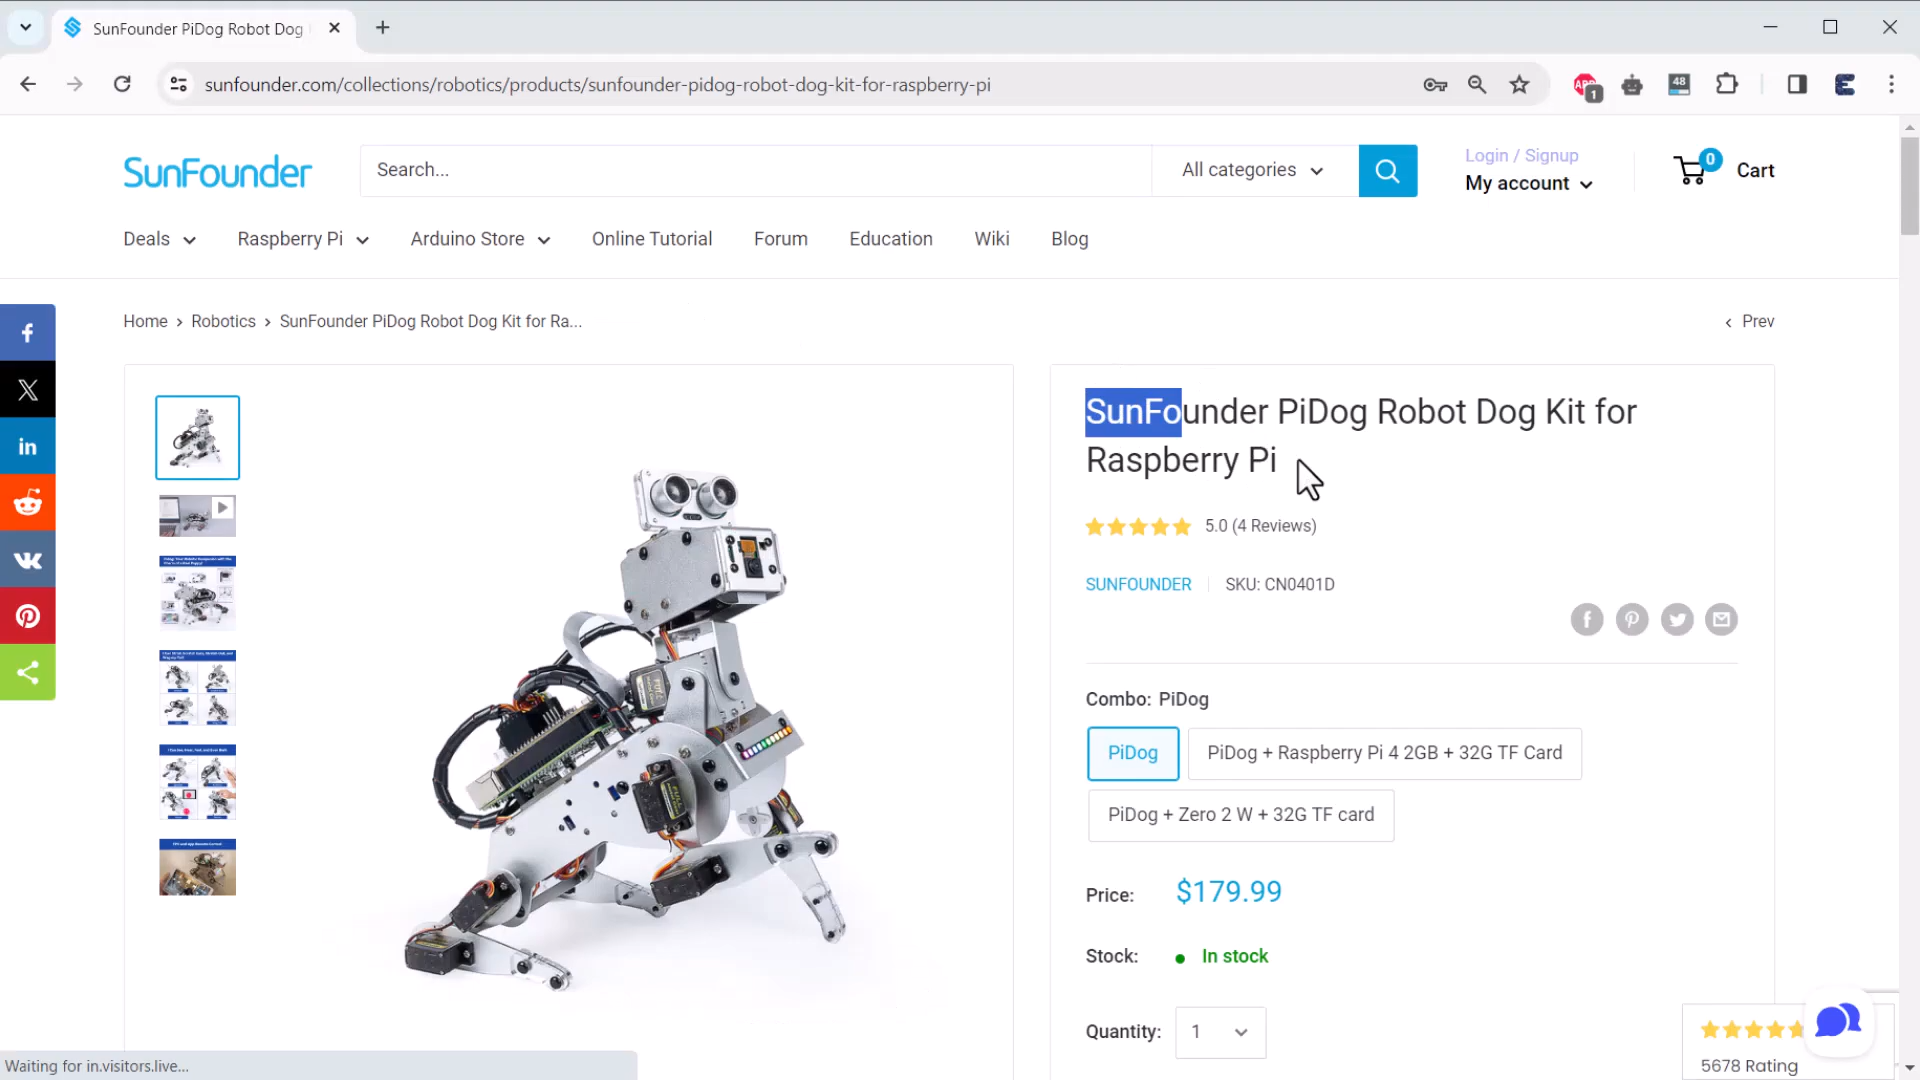 SunFounder PiDog Robot Dog
sunfounder.com/collections/robotics/products/sunfounder-pidog-robot-dog-kit-for-raspberry-pi
1
48
SunFounder
Search...
All categories
Login / Signup
My account
0
Cart
Deals
Raspberry Pi
Arduino Store
Online Tutorial
Forum
Education
Wiki
Blog
Home › Robotics › SunFounder PiDog Robot Dog Kit for Ra...
‹ Prev
SunFounder PiDog Robot Dog Kit for
Raspberry Pi
5.0 (4 Reviews)
SUNFOUNDER
SKU: CN0401D
Combo: PiDog
PiDog
PiDog + Raspberry Pi 4 2GB + 32G TF Card
PiDog + Zero 2 W + 32G TF card
Price:
$179.99
Stock:
In stock
Quantity:
1
5678 Rating
Waiting for in.visitors.live...